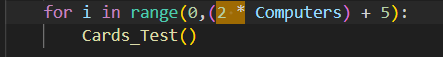 for i in range(0,(2 * Computers) + 5):
Cards_Test()